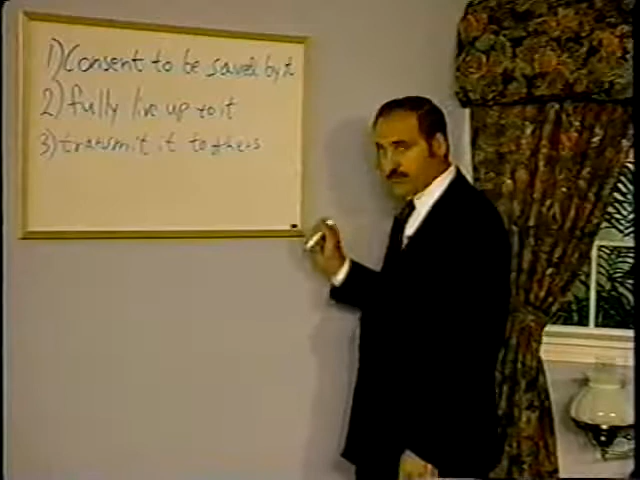 1) Consent to be saved by it
2) fully live up to it
3) transmit it to others